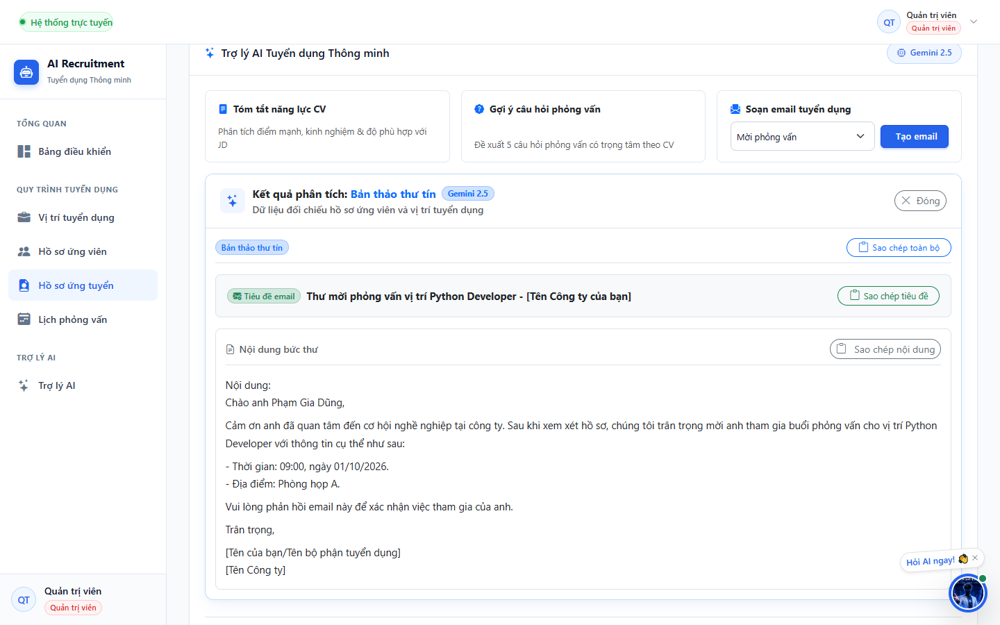 Hệ thống trực tuyến
QT
Quản trị viên
Quản trị viên
AI Recruitment
Tuyển dụng Thông minh
TỔNG QUAN
Bảng điều khiển
QUY TRÌNH TUYỂN DỤNG
Vị trí tuyển dụng
Hồ sơ ứng viên
Hồ sơ ứng tuyển
Lịch phỏng vấn
TRỢ LÝ AI
Trợ lý AI
QT
Quản trị viên
Quản trị viên
Trợ lý AI Tuyển dụng Thông minh
Gemini 2.5
Tóm tắt năng lực CV
Phân tích điểm mạnh, kinh nghiệm & độ phù hợp với
JD
Gợi ý câu hỏi phỏng vấn
Đề xuất 5 câu hỏi phỏng vấn có trọng tâm theo CV
Soạn email tuyển dụng
Mời phỏng vấn
Tạo email
Kết quả phân tích: Bản thảo thư tín Gemini 2.5
Dữ liệu đối chiếu hồ sơ ứng viên và vị trí tuyển dụng
Đóng
Bản thảo thư tín
Sao chép toàn bộ
Tiêu đề email Thư mời phỏng vấn vị trí Python Developer - [Tên Công ty của bạn]
Sao chép tiêu đề
Nội dung bức thư
Sao chép nội dung
Nội dung:
Chào anh Phạm Gia Dũng,
Cảm ơn anh đã quan tâm đến cơ hội nghề nghiệp tại công ty. Sau khi xem xét hồ sơ, chúng tôi trân trọng mời anh tham gia buổi phỏng vấn cho vị trí Python
Developer với thông tin cụ thể như sau:
- Thời gian: 09:00, ngày 01/10/2026.
- Địa điểm: Phòng họp A.
Vui lòng phản hồi email này để xác nhận việc tham gia của anh.
Trân trọng,
[Tên của bạn/Tên bộ phận tuyển dụng]
[Tên Công ty]
Hỏi AI ngay! 👋